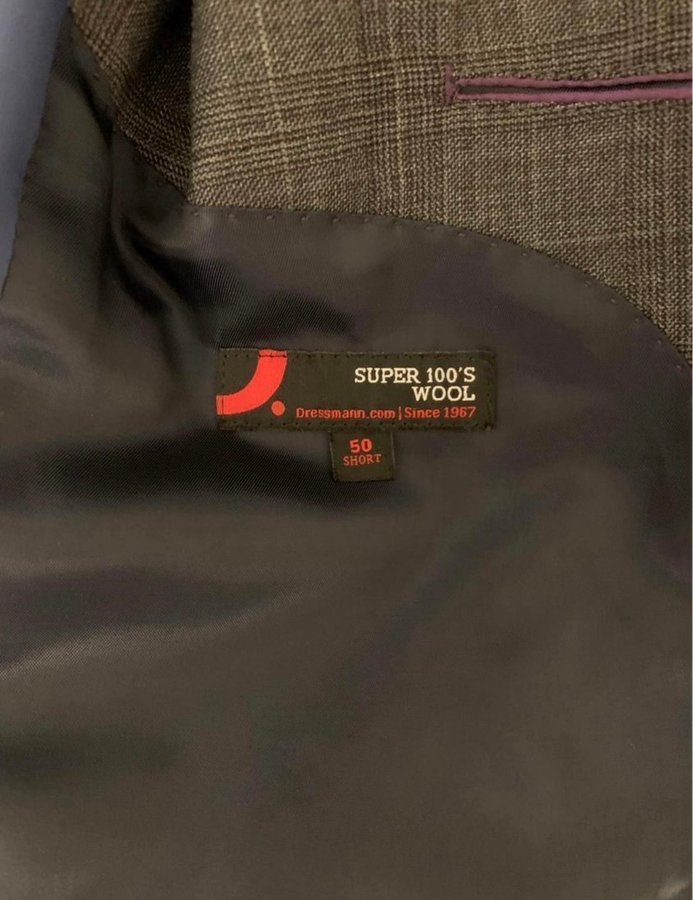 SUPER 100'S
WOOL
Dressmann.com | Since 1967
50
SHORT